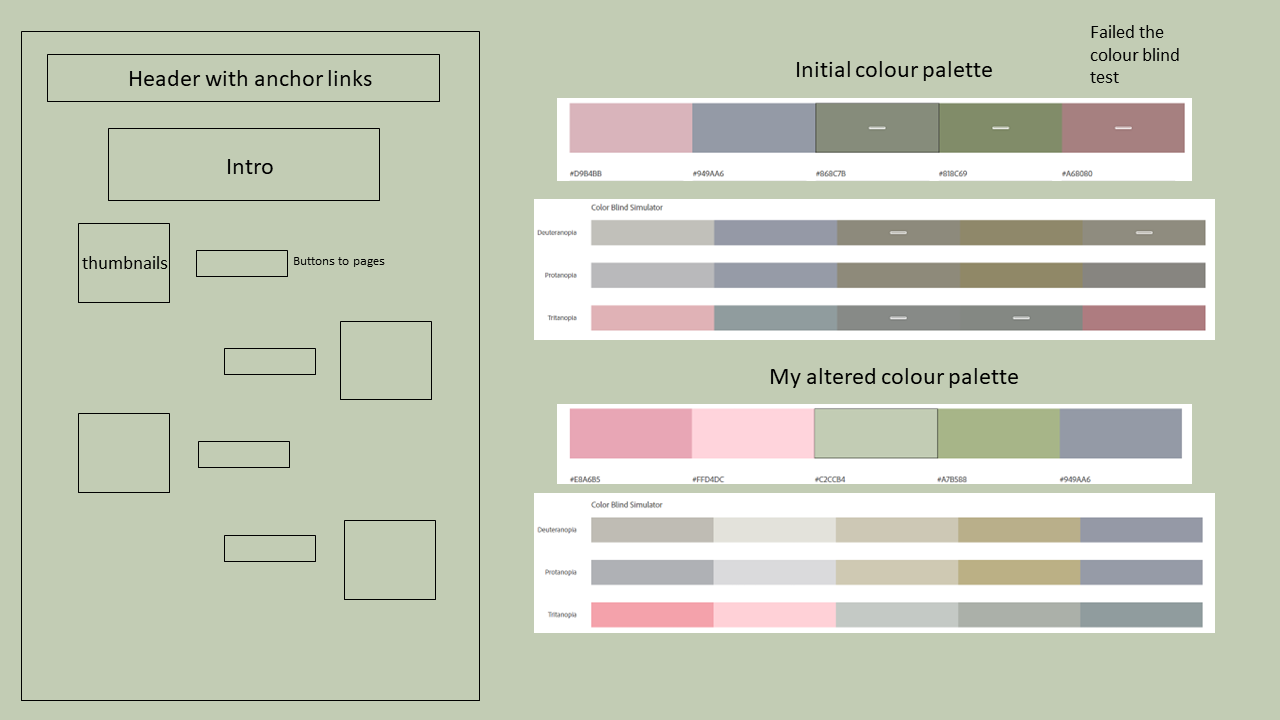 Header with anchor links
Intro
thumbnails
Buttons to pages
Failed the
colour blind
test
Initial colour palette
#D9B4BB #949AA6 #868C7B #818C69 #A68080
Color Blind Simulator
Deuteranopia
Protanopia
Tritanopia
My altered colour palette
#E8A6B5 #FFD4DC #C2CCB4 #A7B588 #949AA6
Color Blind Simulator
Deuteranopia
Protanopia
Tritanopia